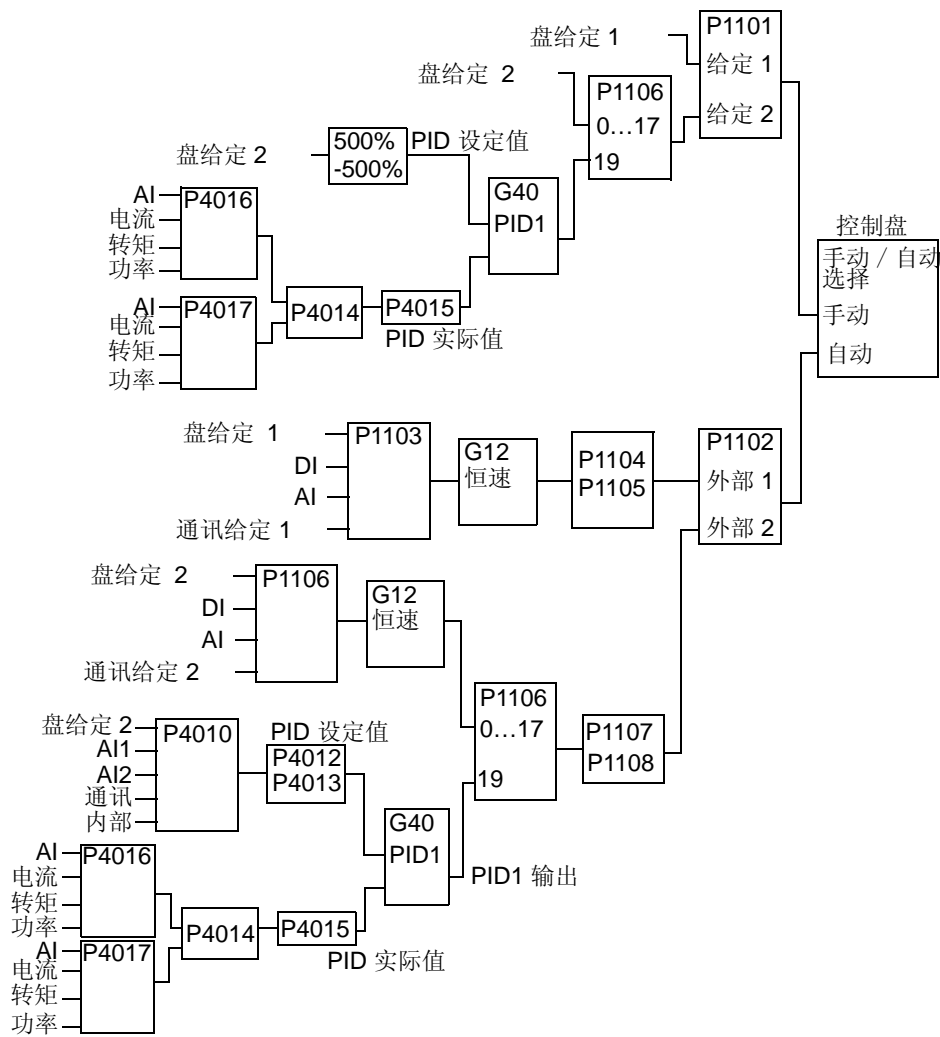 盘给定 1
P1101
给定 1
给定 2
盘给定 2
P1106
0…17
19
盘给定 2
500%
-500%
PID 设定值
G40
PID1
AI
电流
转矩
功率
P4016
AI
电流
转矩
功率
P4017
P4014
P4015
PID 实际值
控制盘
手动 / 自动
选择
手动
自动
盘给定 1
DI
AI
通讯给定 1
P1103
G12
恒速
P1104
P1105
P1102
外部 1
外部 2
盘给定 2
DI
AI
通讯给定 2
P1106
G12
恒速
P1106
0…17
19
P1107
P1108
盘给定 2
AI1
AI2
通讯
内部
P4010
PID 设定值
P4012
P4013
G40
PID1
PID1 输出
AI
电流
转矩
功率
P4016
AI
电流
转矩
功率
P4017
P4014
P4015
PID 实际值